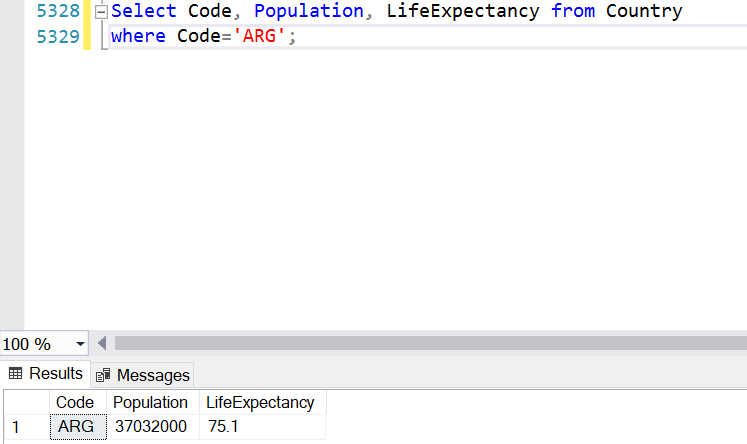 5328 Select Code, Population, LifeExpectancy from Country
5329 where Code='ARG';
100 %
Results Messages
Code Population LifeExpectancy
1 ARG 37032000 75.1